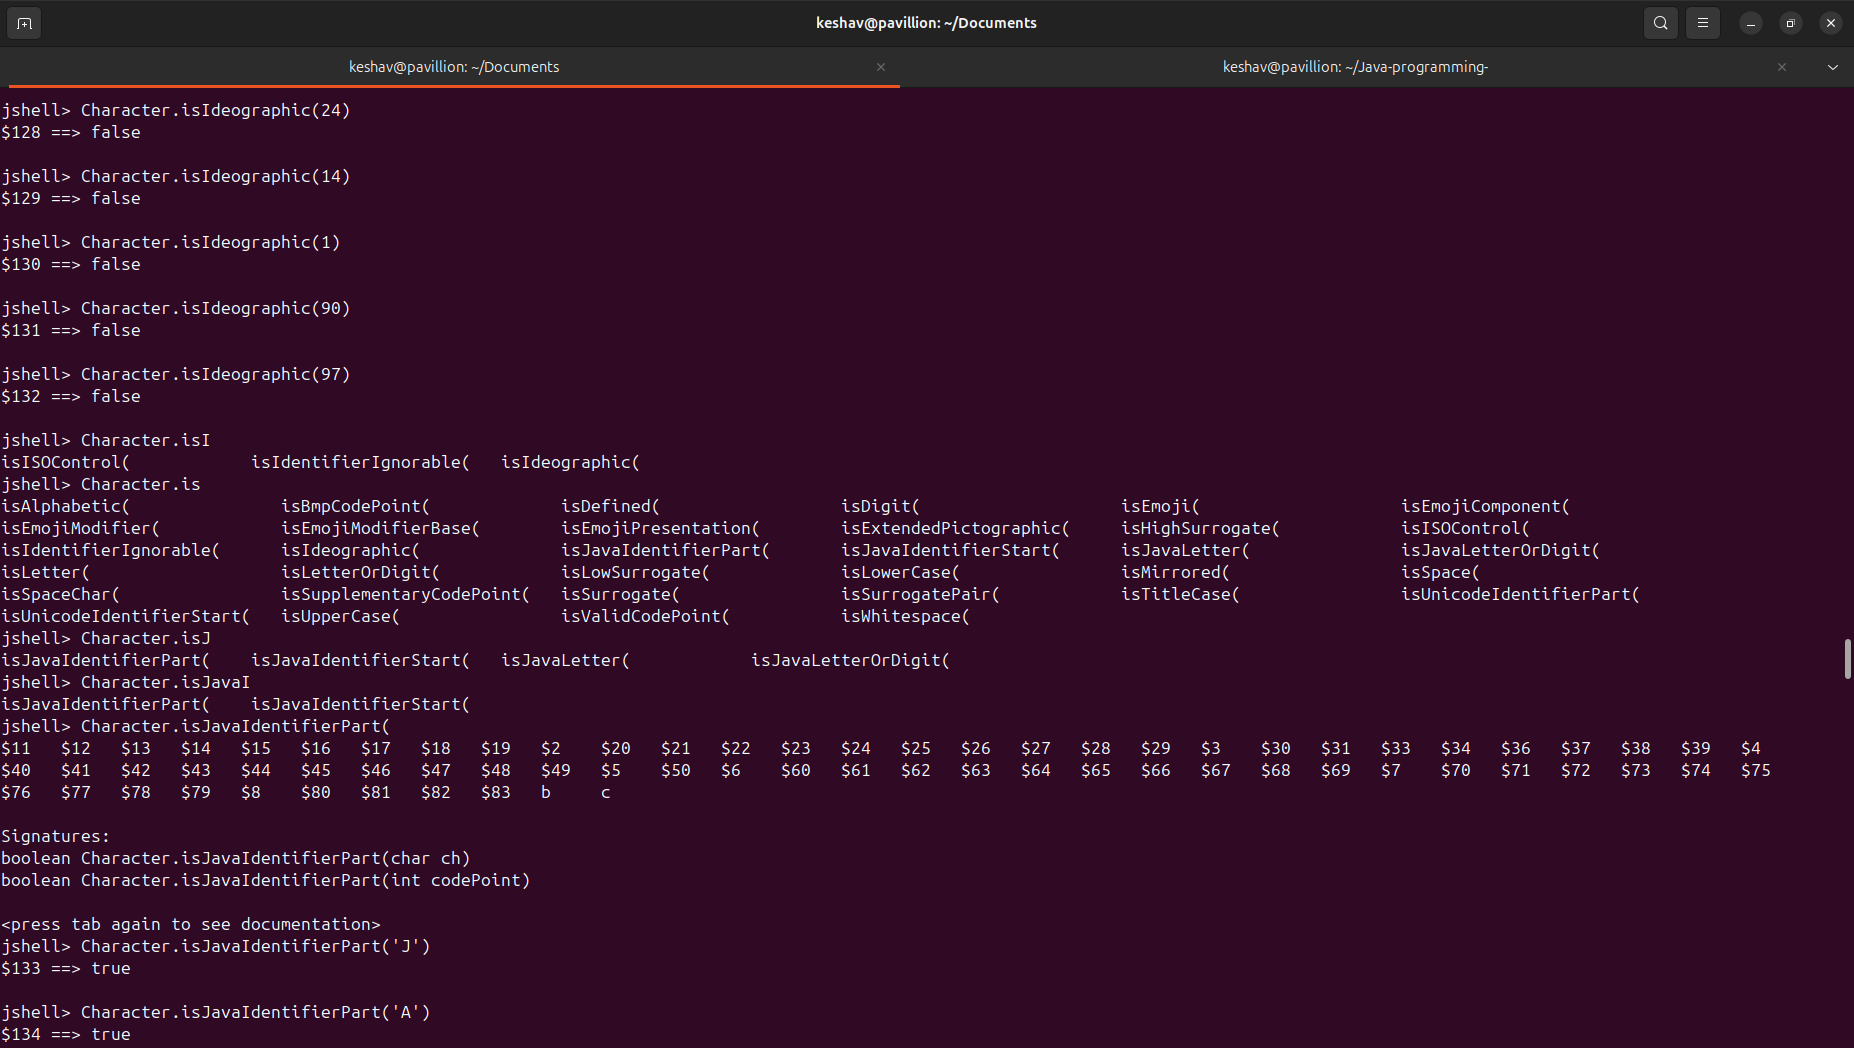 keshav@pavillion: ~/Documents
keshav@pavillion: ~/Documents keshav@pavillion: ~/Java-programming-
jshell> Character.isIdeographic(24)
$128 ==> false
jshell> Character.isIdeographic(14)
$129 ==> false
jshell> Character.isIdeographic(1)
$130 ==> false
jshell> Character.isIdeographic(90)
$131 ==> false
jshell> Character.isIdeographic(97)
$132 ==> false
jshell> Character.isI
isISOControl( isIdentifierIgnorable( isIdeographic(
jshell> Character.is
isAlphabetic( isBmpCodePoint( isDefined( isDigit( isEmoji( isEmojiComponent(
isEmojiModifier( isEmojiModifierBase( isEmojiPresentation( isExtendedPictographic( isHighSurrogate( isISOControl(
isIdentifierIgnorable( isIdeographic( isJavaIdentifierPart( isJavaIdentifierStart( isJavaLetter( isJavaLetterOrDigit(
isLetter( isLetterOrDigit( isLowSurrogate( isLowerCase( isMirrored( isSpace(
isSpaceChar( isSupplementaryCodePoint( isSurrogate( isSurrogatePair( isTitleCase( isUnicodeIdentifierPart(
isUnicodeIdentifierStart( isUpperCase( isValidCodePoint( isWhitespace(
jshell> Character.isJ
isJavaIdentifierPart( isJavaIdentifierStart( isJavaLetter( isJavaLetterOrDigit(
jshell> Character.isJavaI
isJavaIdentifierPart( isJavaIdentifierStart(
jshell> Character.isJavaIdentifierPart(
$11 $12 $13 $14 $15 $16 $17 $18 $19 $2 $20 $21 $22 $23 $24 $25 $26 $27 $28 $29 $3 $30 $31 $33 $34 $36 $37 $38 $39 $4
$40 $41 $42 $43 $44 $45 $46 $47 $48 $49 $5 $50 $6 $60 $61 $62 $63 $64 $65 $66 $67 $68 $69 $7 $70 $71 $72 $73 $74 $75
$76 $77 $78 $79 $8 $80 $81 $82 $83 b c
Signatures:
boolean Character.isJavaIdentifierPart(char ch)
boolean Character.isJavaIdentifierPart(int codePoint)
<press tab again to see documentation>
jshell> Character.isJavaIdentifierPart('J')
$133 ==> true
jshell> Character.isJavaIdentifierPart('A')
$134 ==> true